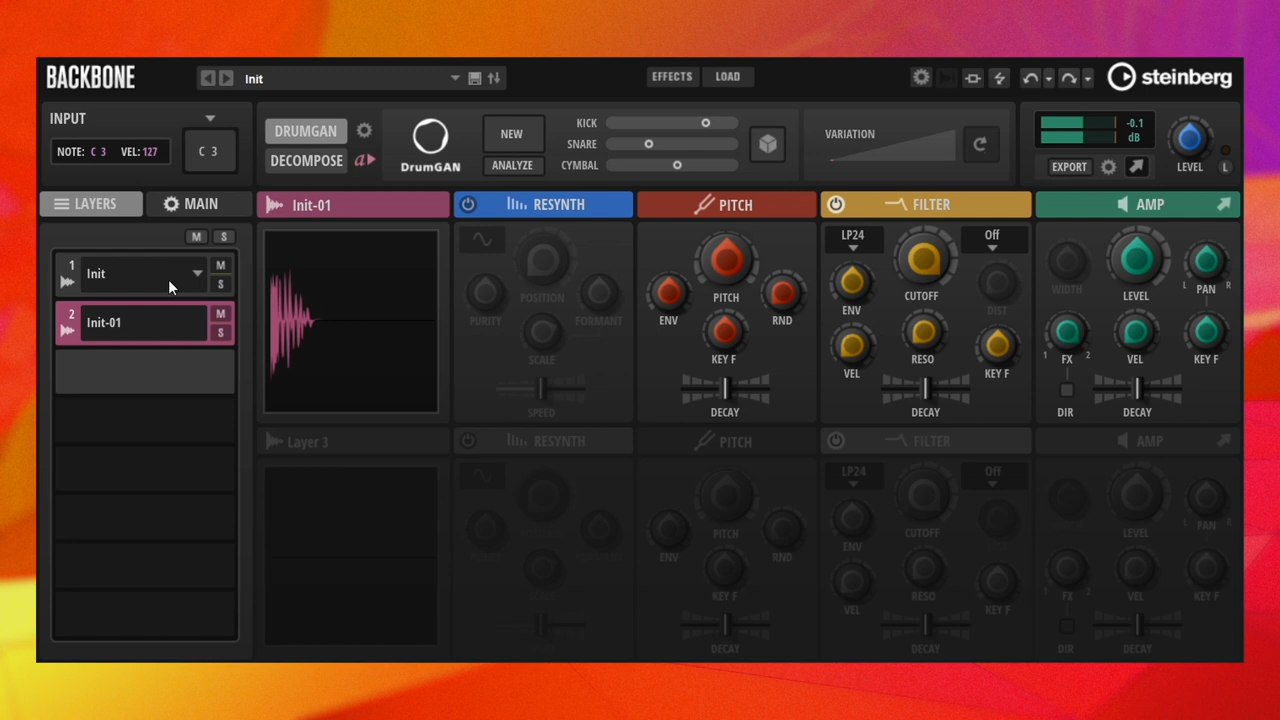 BACKBONE
Init
EFFECTS
LOAD
steinberg
INPUT
NOTE: C 3 VEL: 127
C 3
DRUMGAN
DECOMPOSE
DrumGAN
NEW
ANALYZE
KICK
SNARE
CYMBAL
VARIATION
-0.1
dB
EXPORT
LEVEL
L
LAYERS
MAIN
Init-01
RESYNTH
PITCH
FILTER
AMP
M S
1 Init M
S
2 Init-01 M
S
POSITION
PURITY
FORMANT
SCALE
SPEED
PITCH
ENV
RND
KEY F
DECAY
LP24
Off
CUTOFF
ENV
DIST
RESO
VEL
KEY F
DECAY
WIDTH
LEVEL
L PAN R
1 FX 2
VEL
KEY F
DIR
DECAY
Layer 3
RESYNTH
PITCH
FILTER
AMP
PITCH
ENV
RND
KEY F
DECAY
LP24
Off
CUTOFF
ENV
RESO
VEL
KEY F
DECAY
LEVEL
L PAN R
1 FX 2
VEL
KEY F
DIR
DECAY